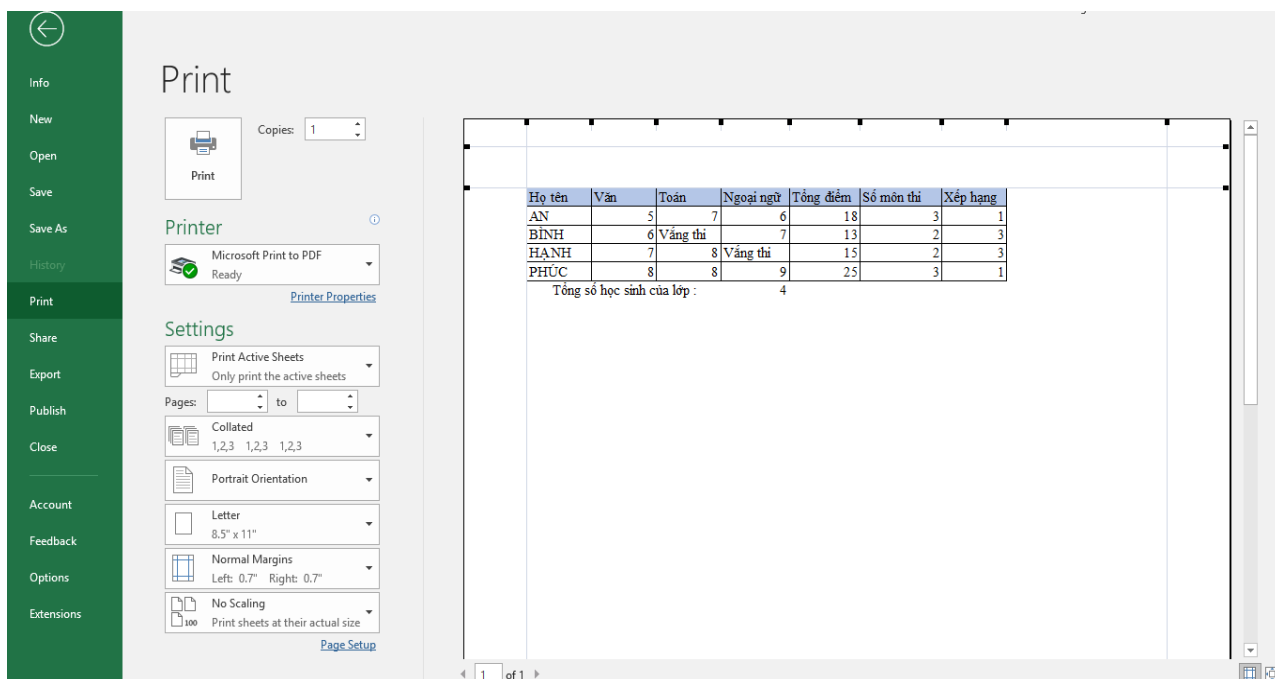 Info
New
Open
Save
Save As
History
Print
Share
Export
Publish
Close
Account
Feedback
Options
Extensions
Print
Print
Copies: 1
Printer
Microsoft Print to PDF
Ready
Printer Properties
Settings
Print Active Sheets
Only print the active sheets
Pages: to
Collated
1,2,3 1,2,3 1,2,3
Portrait Orientation
Letter
8.5" x 11"
Normal Margins
Left: 0.7" Right: 0.7"
No Scaling
100 Print sheets at their actual size
Page Setup
Họ tên Văn Toán Ngoại ngữ Tổng điểm Số môn thi Xếp hạng
AN 5 7 6 18 3 1
BÌNH 6 Vắng thi 7 13 2 3
HẠNH 7 8 Vắng thi 15 2 3
PHÚC 8 8 9 25 3 1
Tổng số học sinh của lớp : 4
1 of 1